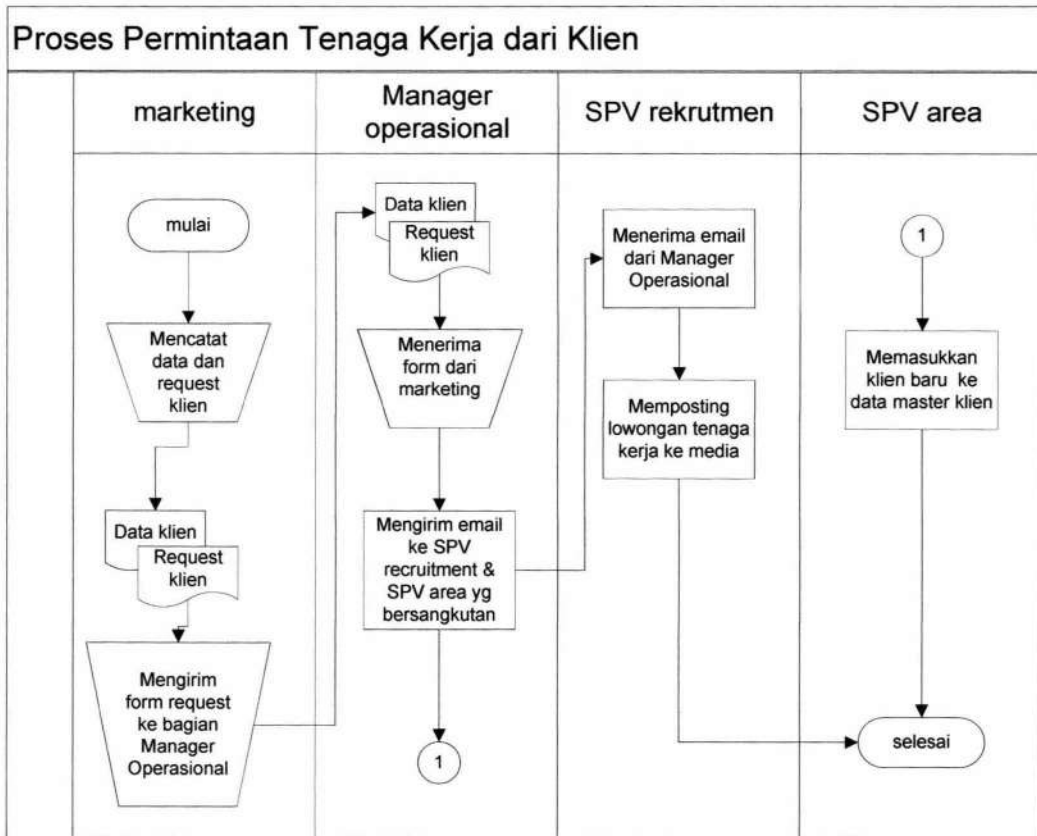 Proses Permintaan Tenaga Kerja dari Klien
marketing
Manager
operasional
SPV rekrutmen
SPV area
mulai
Mencatat
data dan
request
klien
Data klien
Request
klien
Mengirim
form request
ke bagian
Manager
Operasional
Data klien
Request
klien
Menerima
form dari
marketing
Mengirim email
ke SPV
recruitment &
SPV area yg
bersangkutan
1
Menerima email
dari Manager
Operasional
Memposting
lowongan tenaga
kerja ke media
1
Memasukkan
klien baru ke
data master klien
selesai